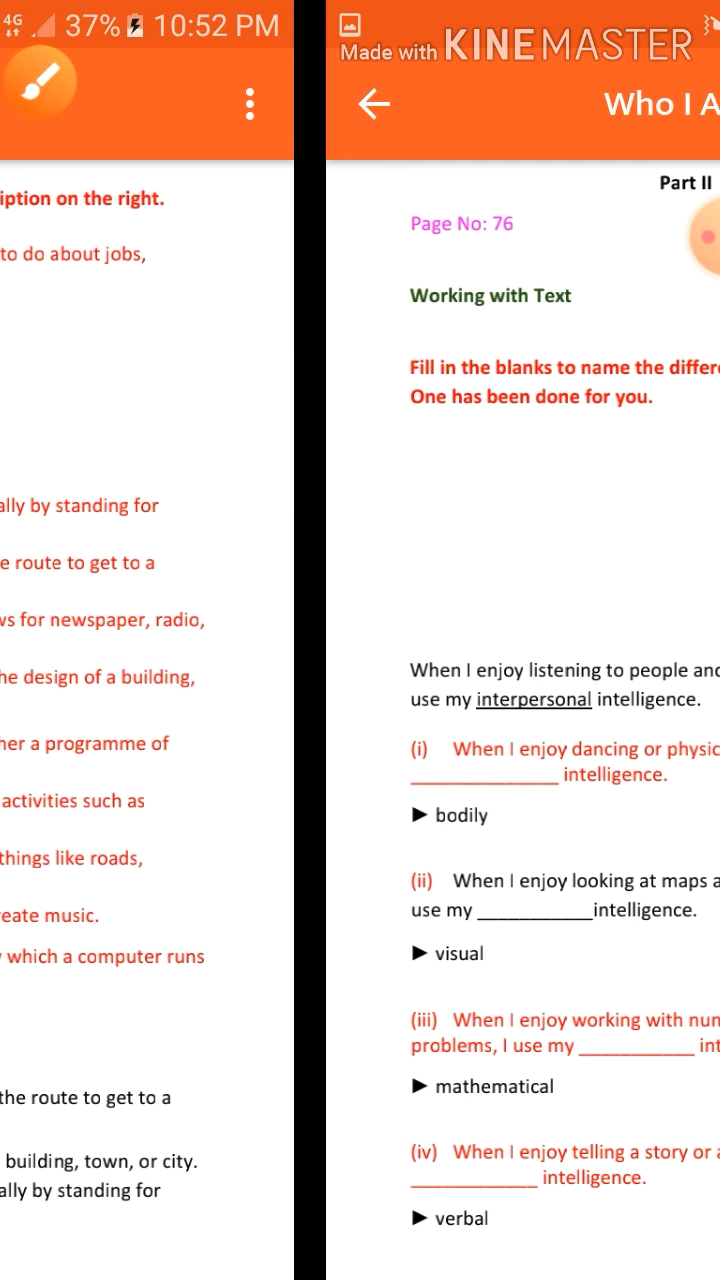 4G 37% 10:52 PM
iption on the right.
to do about jobs,
ally by standing for
e route to get to a
ws for newspaper, radio,
he design of a building,
her a programme of
activities such as
things like roads,
reate music.
which a computer runs
the route to get to a
building, town, or city.
ally by standing for
Made with KINEMASTER
Who I A
Part II
Page No: 76
Working with Text
Fill in the blanks to name the differe
One has been done for you.
When I enjoy listening to people and
use my interpersonal intelligence.
(i) When I enjoy dancing or physic
______________ intelligence.
► bodily
(ii) When I enjoy looking at maps a
use my ___________intelligence.
► visual
(iii) When I enjoy working with num
problems, I use my ___________ int
► mathematical
(iv) When I enjoy telling a story or a
____________ intelligence.
► verbal